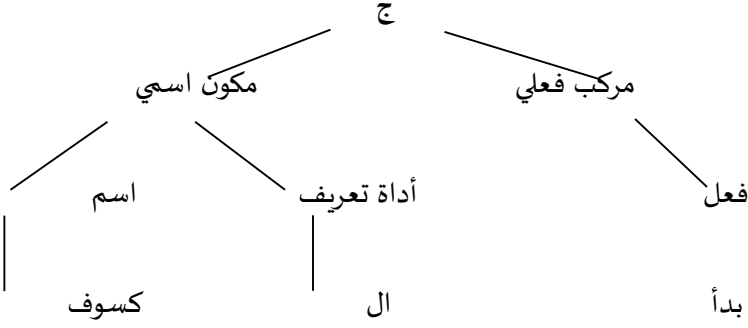 ج
مركب فعلي مكون اسمي
فعل أداة تعريف اسم
بدأ ال كسوف